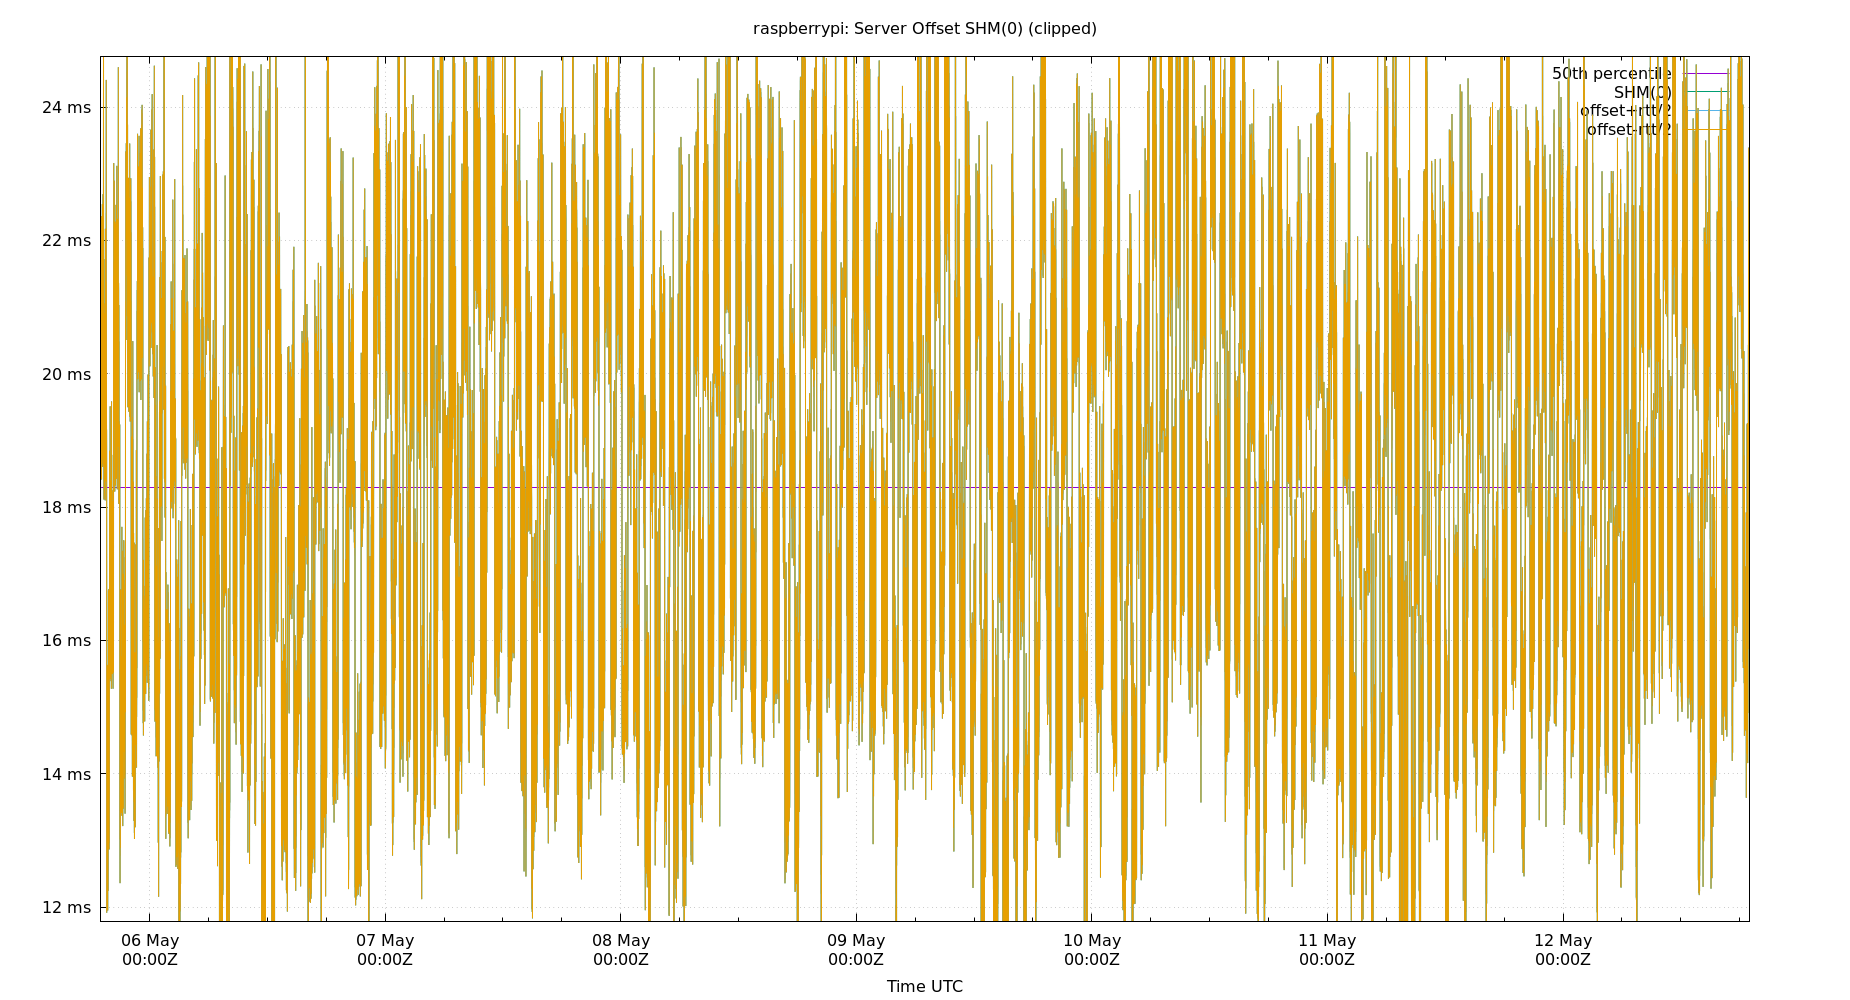 raspberrypi: Server Offset SHM(0) (clipped)
50th percentile
SHM(0)
offset+rtt/2
offset-rtt/2
24 ms
22 ms
20 ms
18 ms
16 ms
14 ms
12 ms
06 May 07 May 08 May 09 May 10 May 11 May 12 May
00:00Z 00:00Z 00:00Z 00:00Z 00:00Z 00:00Z 00:00Z
Time UTC